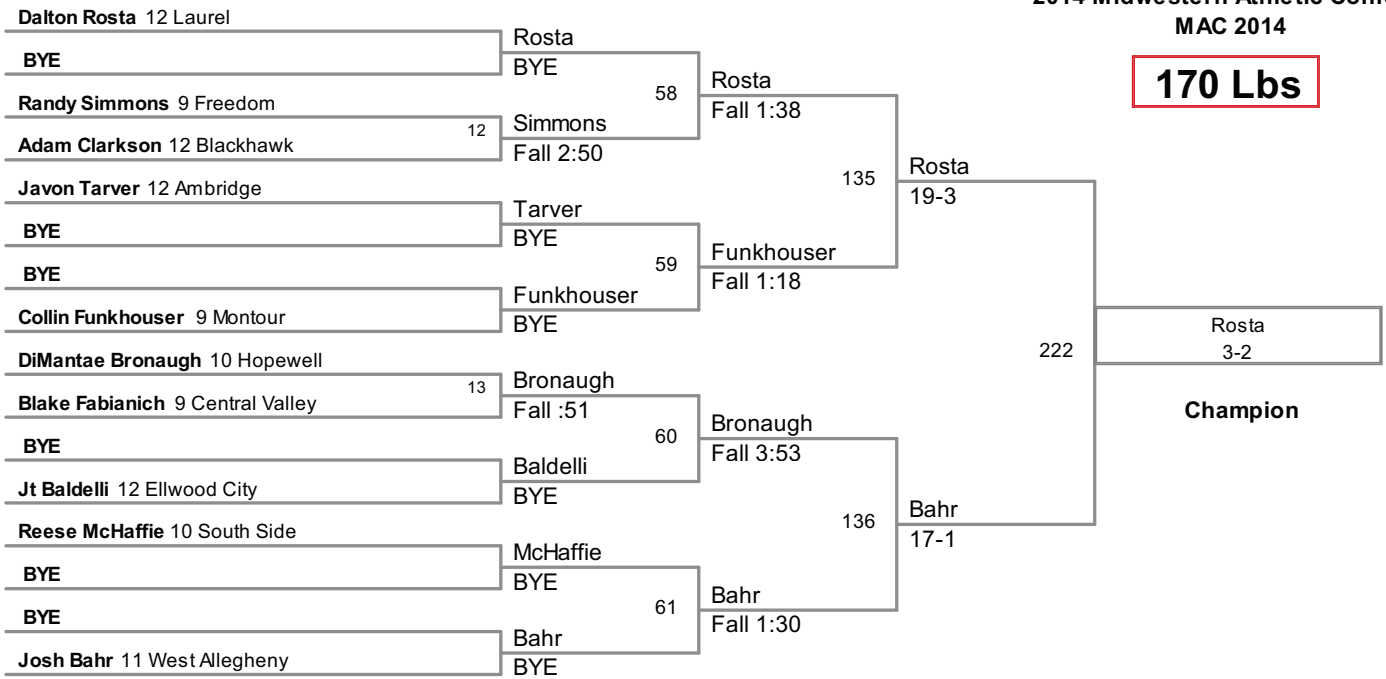 2014 Midwestern Athletic
MAC 2014
170 Lbs
Dalton Rosta 12 Laurel
BYE
Randy Simmons 9 Freedom
12
Adam Clarkson 12 Blackhawk
Javon Tarver 12 Ambridge
BYE
BYE
Collin Funkhouser 9 Montour
DiMantae Bronaugh 10 Hopewell
13
Blake Fabianich 9 Central Valley
BYE
Jt Baldelli 12 Ellwood City
Reese McHaffie 10 South Side
BYE
BYE
Josh Bahr 11 West Allegheny
Rosta
BYE
58
Simmons
Fall 2:50
Tarver
BYE
59
Funkhouser
BYE
Bronaugh
Fall :51
60
Baldelli
BYE
McHaffie
BYE
61
Bahr
BYE
Rosta
Fall 1:38
135
Funkhouser
Fall 1:18
Bronaugh
Fall 3:53
136
Bahr
Fall 1:30
Rosta
19-3
222
Bahr
17-1
Rosta
3-2
Champion